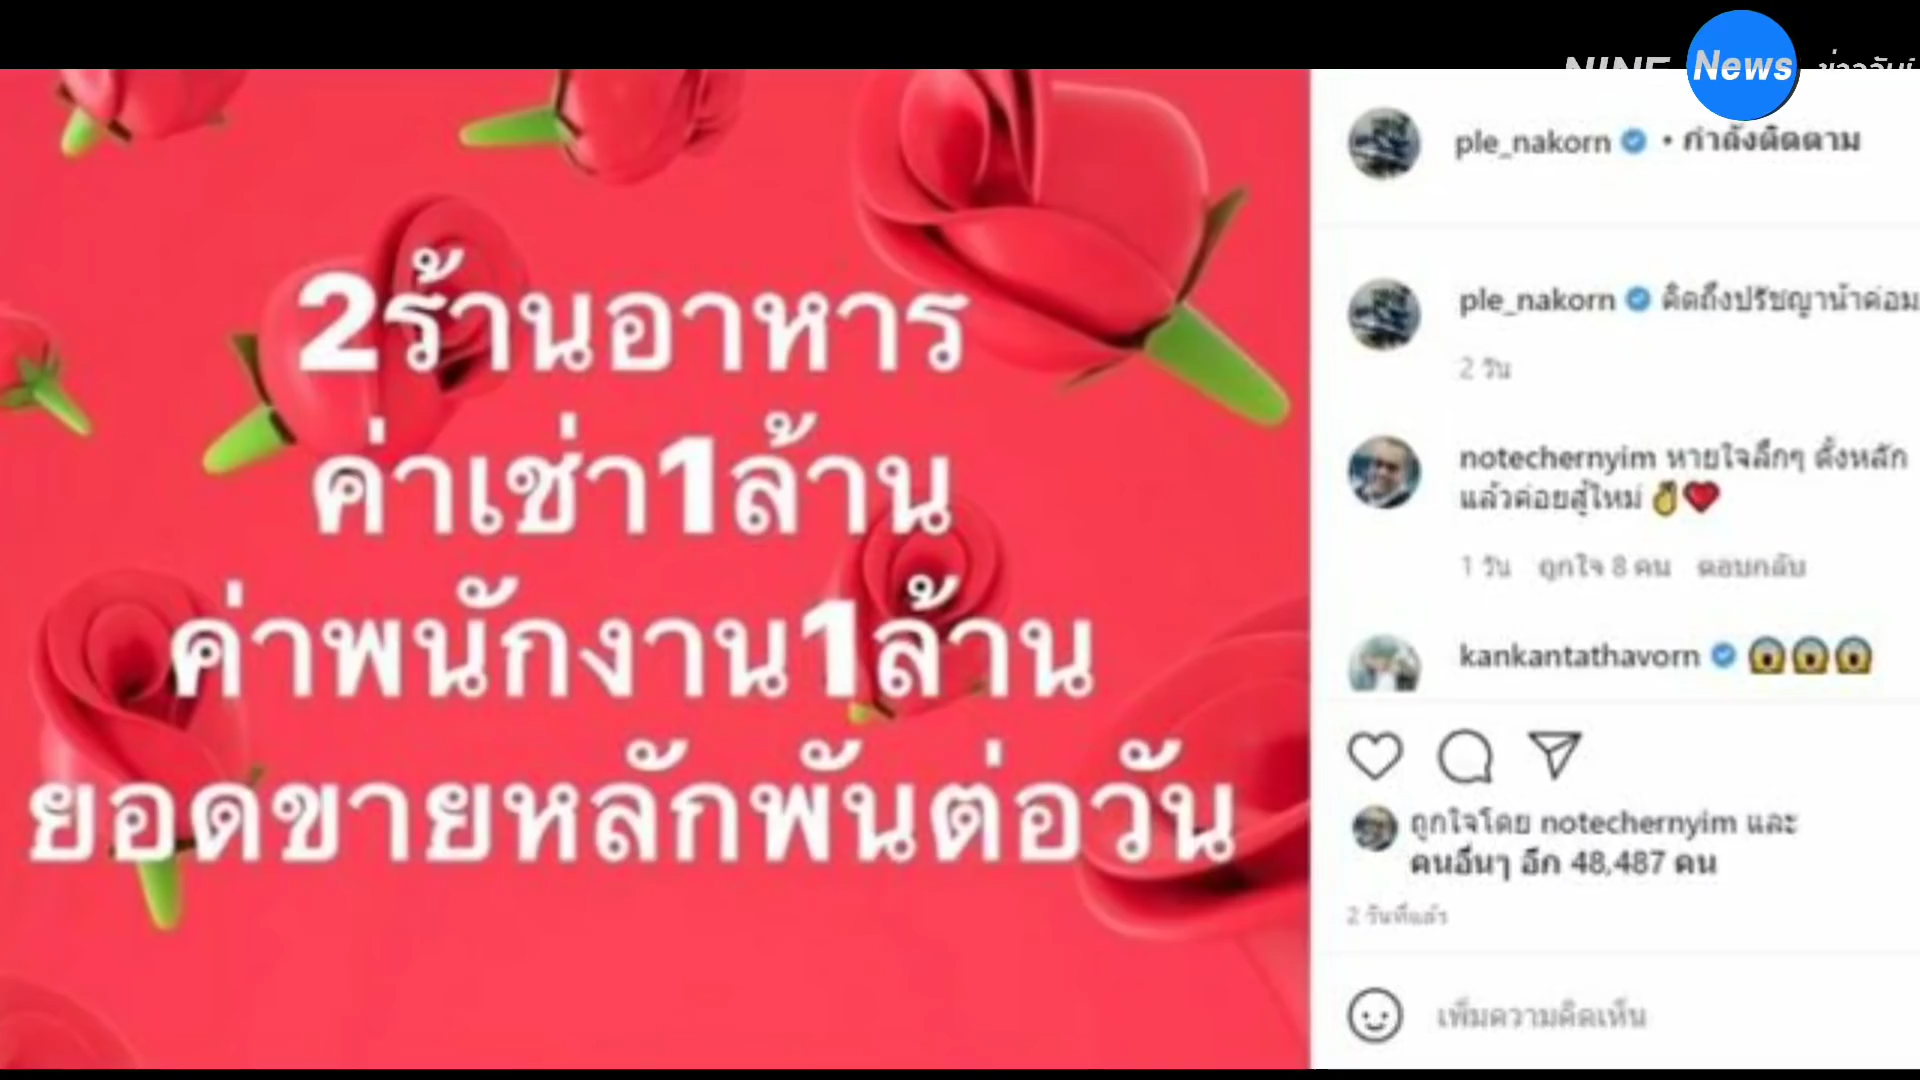 News
ple_nakorn • กำลังติดตาม
2ร้านอาหาร
ค่าเช่า1ล้าน
ค่าพนักงาน1ล้าน
ยอดขายหลักพันต่อวัน
ple_nakorn คิดถึงปรัชญาน้าค่อม
2 วัน
notechernyim หายใจลึกๆ ตั้งหลัก
แล้วค่อยสู้ใหม่
1 วัน ถูกใจ 8 คน ตอบกลับ
kankantathavorn
ถูกใจโดย notechernyim และ
คนอื่นๆ อีก 48,487 คน
2 วันที่แล้ว
เพิ่มความคิดเห็น